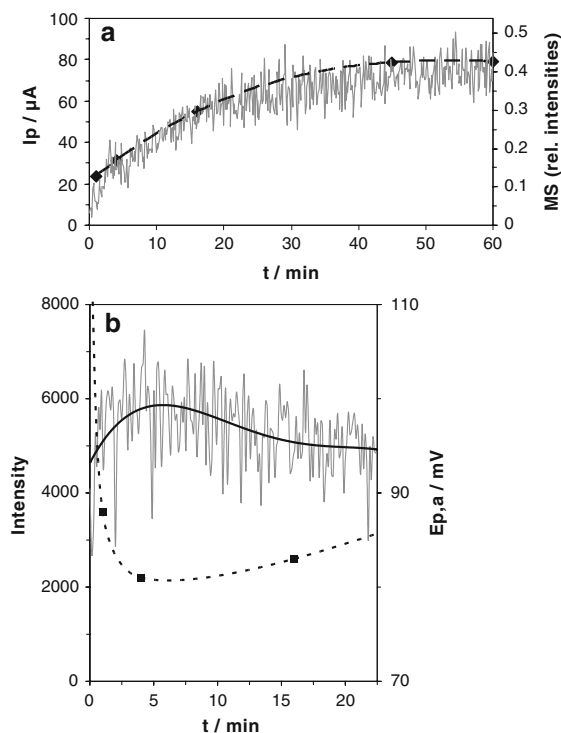 a
Ip / µA
100
80
60
40
20
0
0 10 20 30 40 50 60
t / min
0.5
0.4
0.3
0.2
0.1
0
MS (rel. intensities)
b
Intensity
8000
6000
4000
2000
0
0 5 10 15 20
t / min
110
90
70
Ep,a / mV